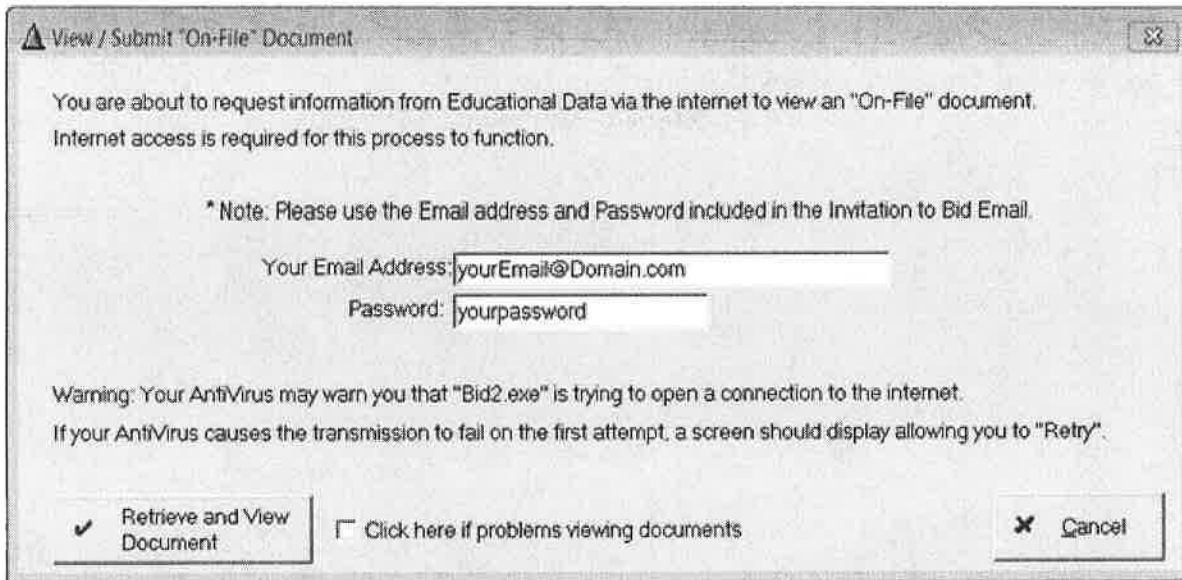 View / Submit "On-File" Document
You are about to request information from Educational Data via the internet to view an "On-File" document.
Internet access is required for this process to function.
* Note: Please use the Email address and Password included in the Invitation to Bid Email.
Your Email Address: yourEmail@Domain.com
Password: yourpassword
Warning: Your AntiVirus may warn you that "Bid2.exe" is trying to open a connection to the internet.
If your AntiVirus causes the transmission to fail on the first attempt, a screen should display allowing you to "Retry".
Retrieve and View
Document
Click here if problems viewing documents
Cancel